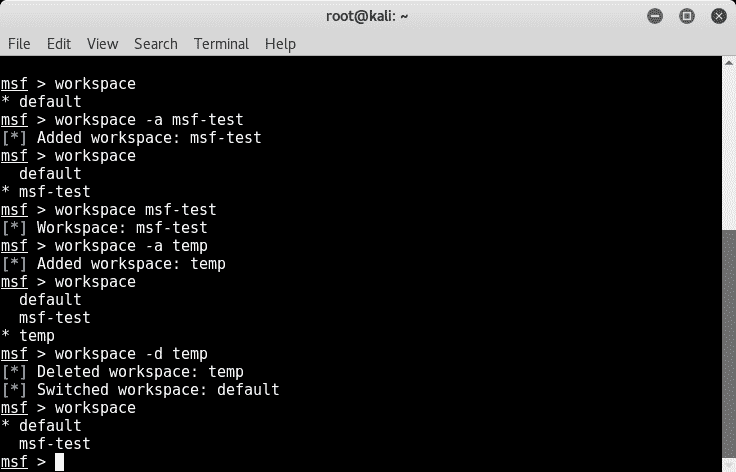 root@kali: ~
File Edit View Search Terminal Help
msf > workspace
* default
msf > workspace -a msf-test
[*] Added workspace: msf-test
msf > workspace
  default
* msf-test
msf > workspace msf-test
[*] Workspace: msf-test
msf > workspace -a temp
[*] Added workspace: temp
msf > workspace
  default
  msf-test
* temp
msf > workspace -d temp
[*] Deleted workspace: temp
[*] Switched workspace: default
msf > workspace
* default
  msf-test
msf >